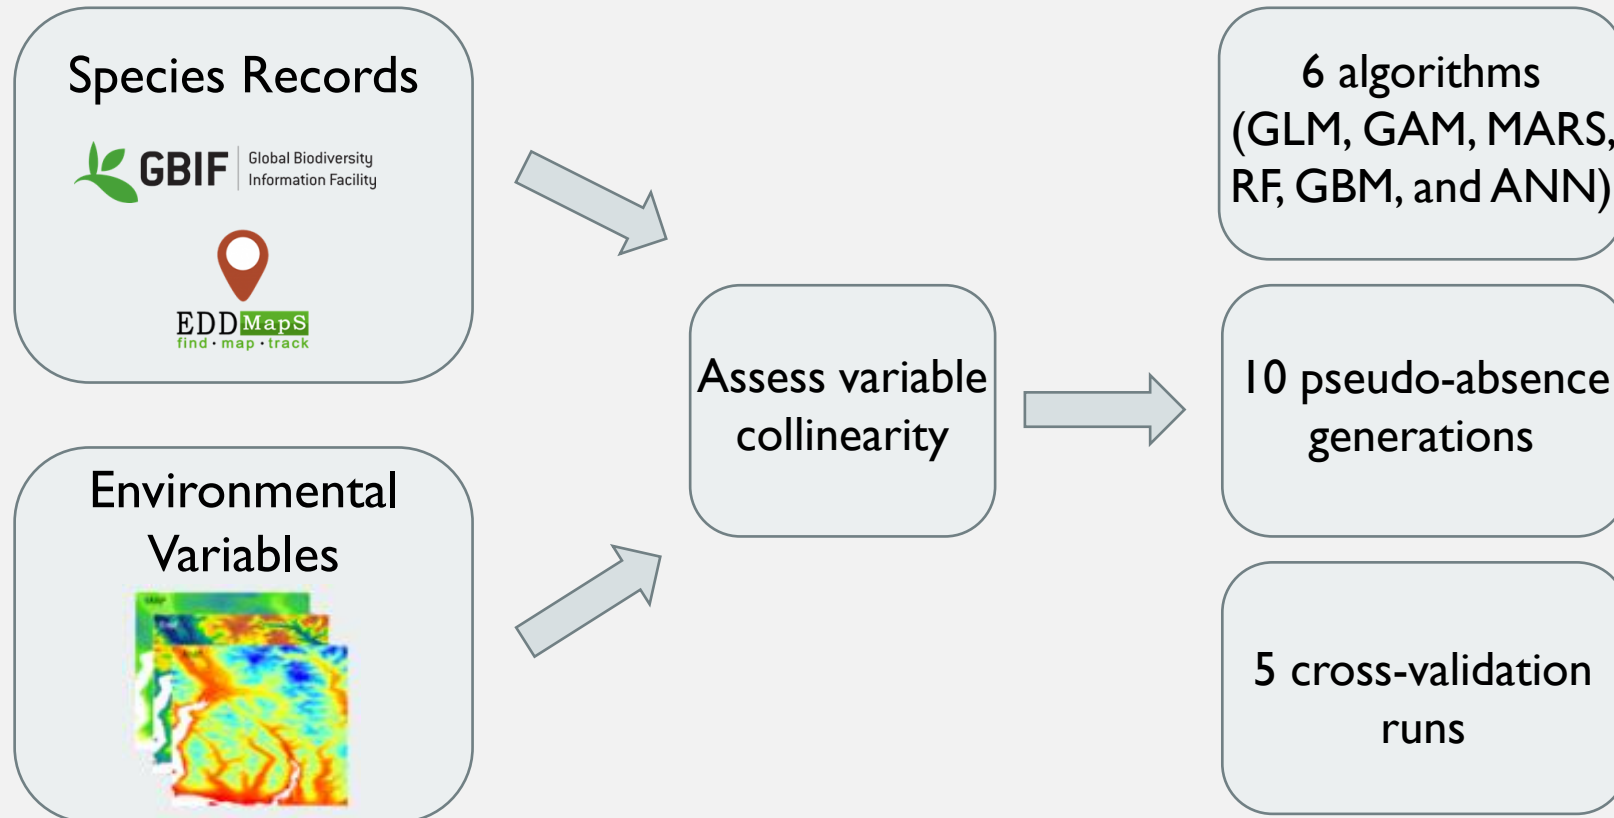 Species Records
GBIF
Global Biodiversity
Information Facility
EDDMapS
find · map · track
Environmental
Variables
Assess variable
collinearity
6 algorithms
(GLM, GAM, MARS,
RF, GBM, and ANN)
10 pseudo-absence
generations
5 cross-validation
runs